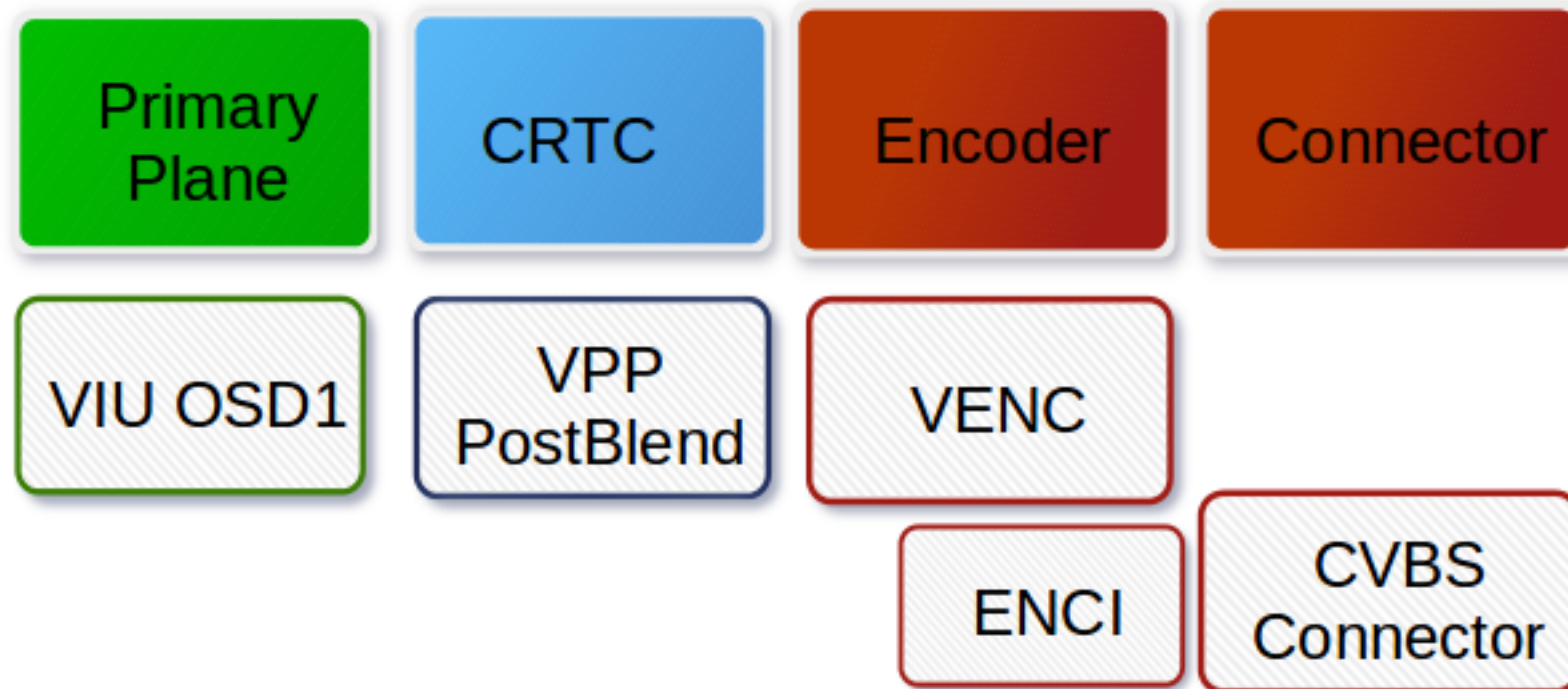 Primary
Plane
CRTC
Encoder
Connector
VIU OSD1
VPP
PostBlend
VENC
ENCI
CVBS
Connector